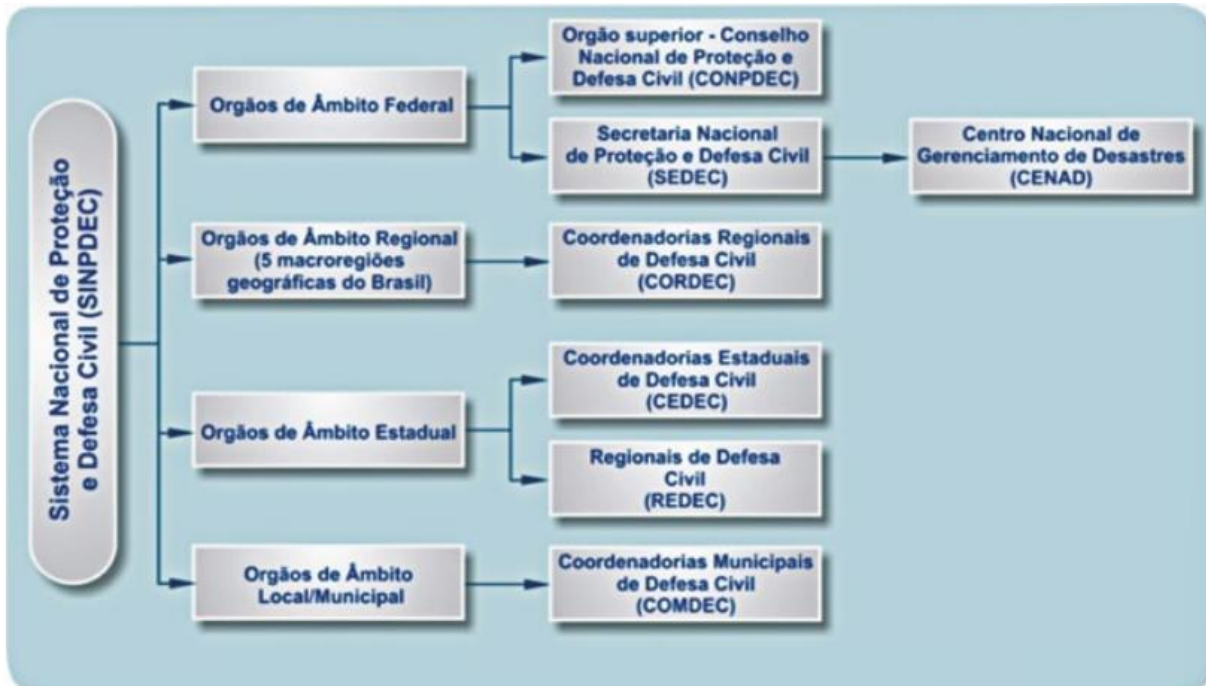 Sistema Nacional de Proteção
e Defesa Civil (SINPDEC)
Orgãos de Âmbito Federal
Orgão superior - Conselho
Nacional de Proteção e
Defesa Civil (CONPDEC)
Secretaria Nacional
de Proteção e Defesa Civil
(SEDEC)
Centro Nacional de
Gerenciamento de Desastres
(CENAD)
Orgãos de Âmbito Regional
(5 macroregiões
geográficas do Brasil)
Coordenadorias Regionais
de Defesa Civil
(CORDEC)
Orgãos de Âmbito Estadual
Coordenadorias Estaduais
de Defesa Civil
(CEDEC)
Regionais de Defesa
Civil
(REDEC)
Orgãos de Âmbito
Local/Municipal
Coordenadorias Municipais
de Defesa Civil
(COMDEC)